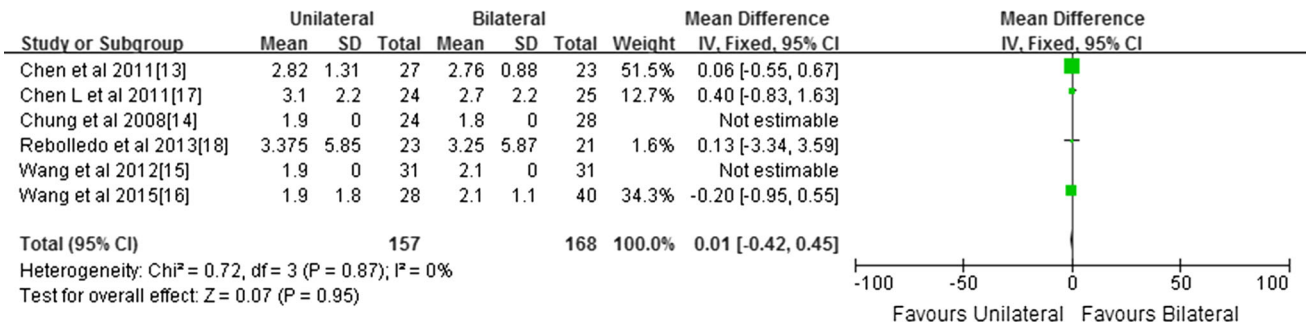 Unilateral Bilateral Mean Difference Mean Difference
Study or Subgroup Mean SD Total Mean SD Total Weight IV, Fixed, 95% CI IV, Fixed, 95% CI
Chen et al 2011[13] 2.82 1.31 27 2.76 0.88 23 51.5% 0.06 [-0.55, 0.67]
Chen L et al 2011[17] 3.1 2.2 24 2.7 2.2 25 12.7% 0.40 [-0.83, 1.63]
Chung et al 2008[14] 1.9 0 24 1.8 0 28 Not estimable
Rebolledo et al 2013[18] 3.375 5.85 23 3.25 5.87 21 1.6% 0.13 [-3.34, 3.59]
Wang et al 2012[15] 1.9 0 31 2.1 0 31 Not estimable
Wang et al 2015[16] 1.9 1.8 28 2.1 1.1 40 34.3% -0.20 [-0.95, 0.55]
Total (95% CI) 157 168 100.0% 0.01 [-0.42, 0.45]
Heterogeneity: Chi² = 0.72, df = 3 (P = 0.87); I² = 0%
Test for overall effect: Z = 0.07 (P = 0.95)
-100 -50 0 50 100
Favours Unilateral Favours Bilateral